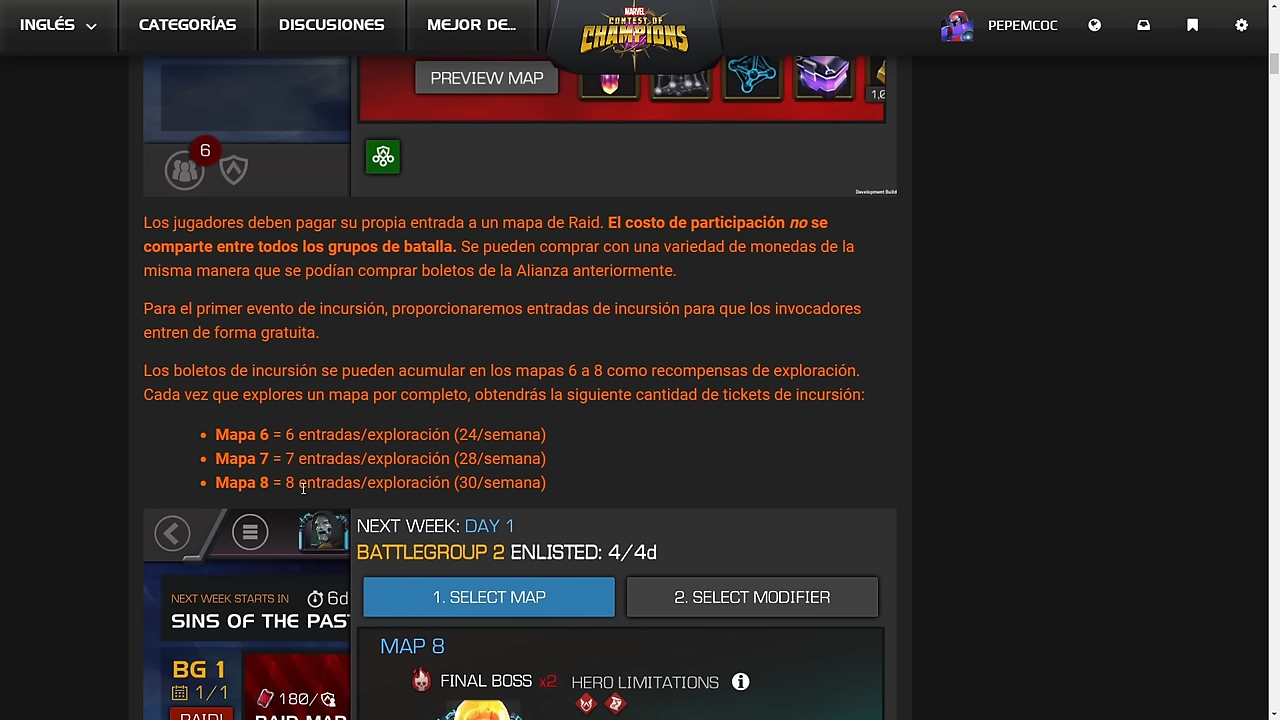 INGLÉS CATEGORÍAS DISCUSIONES MEJOR DE... MARVEL CONTEST OF CHAMPIONS PEPEMCOC
PREVIEW MAP
6
Development Build
Los jugadores deben pagar su propia entrada a un mapa de Raid. El costo de participación no se
comparte entre todos los grupos de batalla. Se pueden comprar con una variedad de monedas de la
misma manera que se podían comprar boletos de la Alianza anteriormente.
Para el primer evento de incursión, proporcionaremos entradas de incursión para que los invocadores
entren de forma gratuita.
Los boletos de incursión se pueden acumular en los mapas 6 a 8 como recompensas de exploración.
Cada vez que explores un mapa por completo, obtendrás la siguiente cantidad de tickets de incursión:
• Mapa 6 = 6 entradas/exploración (24/semana)
• Mapa 7 = 7 entradas/exploración (28/semana)
• Mapa 8 = 8 entradas/exploración (30/semana)
NEXT WEEK: DAY 1
BATTLEGROUP 2 ENLISTED: 4/4d
NEXT WEEK STARTS IN 6d
SINS OF THE PAS
1. SELECT MAP 2. SELECT MODIFIER
MAP 8
BG 1
1/1
180/
FINAL BOSS x2 HERO LIMITATIONS
RAID!
RAID MAP